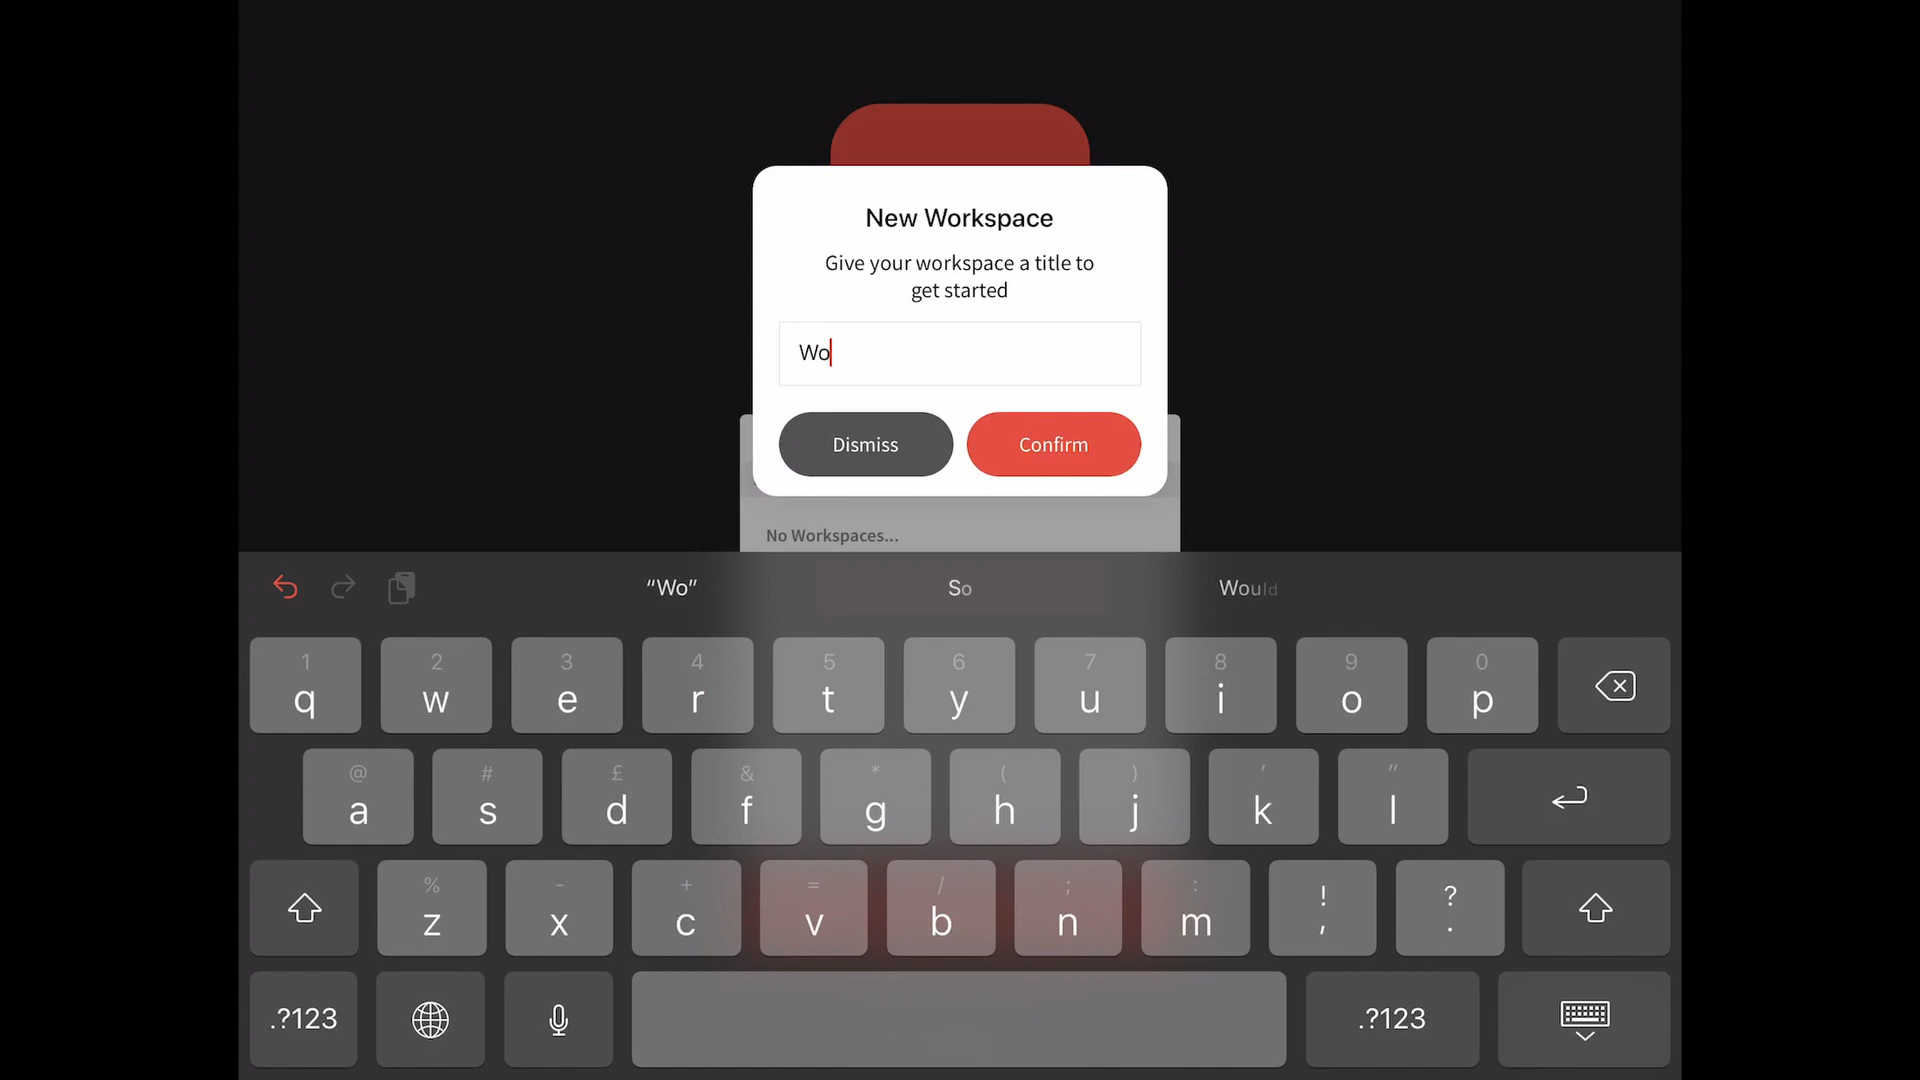 New Workspace
Give your workspace a title to
get started
Wo
Dismiss Confirm
No Workspaces...
“Wo” So Would
1 2 3 4 5 6 7 8 9 0
q w e r t y u i o p
@ # £ & * ( ) ' "
a s d f g h j k l
% - + = / ; : ! ?
z x c v b n m , .
.?123 .?123